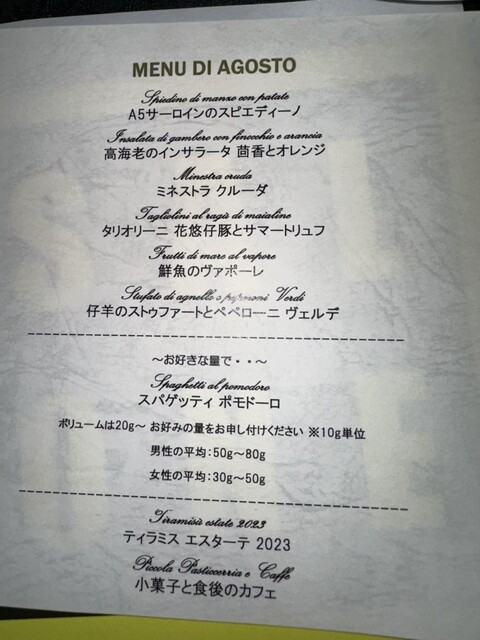 MENU DI AGOSTO
Spiedino di manzo con patate
A5サーロインのスピエディーノ
Insalata di gambero con finocchio e arancia
高海老のインサラータ 茴香とオレンジ
Minestra cruda
ミネストラ クルーダ
Tagliolini al ragù di maialine
タリオリーニ 花悠仔豚とサマートリュフ
Frutti di mare al vapore
鮮魚のヴァポーレ
Stufato di agnello e peperoni Verdi
仔羊のストゥファートとペペローニ ヴェルデ
～お好きな量で・・～
Spaghetti al pomodoro
スパゲッティ ポモドーロ
ボリュームは20g～ お好みの量をお申し付けください ※10g単位
男性の平均：50g～80g
女性の平均：30g～50g
Tiramisù estate 2023
ティラミス エスターテ 2023
Piccola Pasticcerria e Caffe
小菓子と食後のカフェ